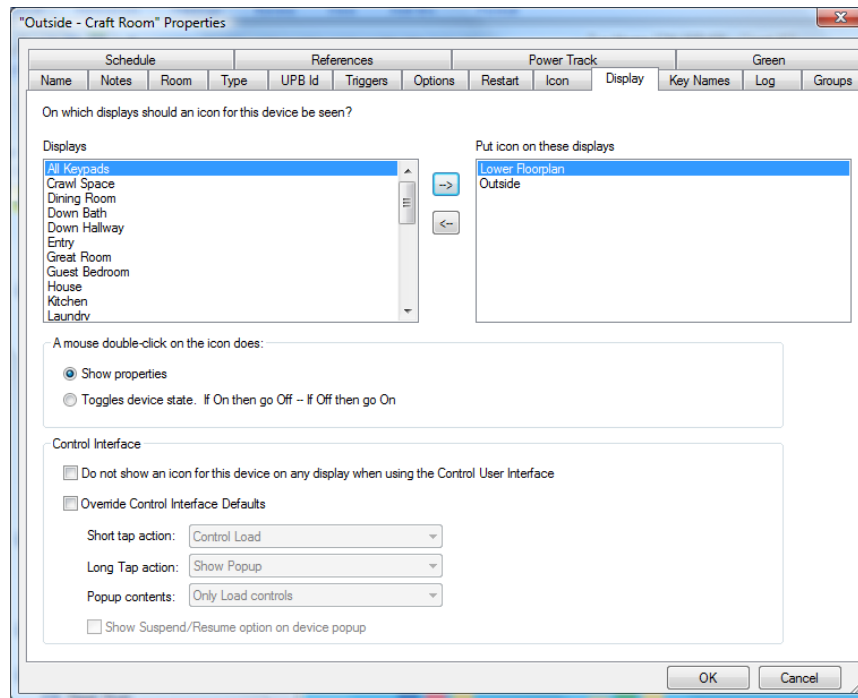 "Outside - Craft Room" Properties
Schedule References Power Track Green
Name Notes Room Type UPB Id Triggers Options Restart Icon Display Key Names Log Groups
On which displays should an icon for this device be seen?
Displays Put icon on these displays
All Keypads
Crawl Space
Dining Room
Down Bath
Down Hallway
Entry
Great Room
Guest Bedroom
House
Kitchen
Laundry
-->
<--
Lower Floorplan
Outside
A mouse double-click on the icon does:
Show properties
Toggles device state. If On then go Off -- If Off then go On
Control Interface
Do not show an icon for this device on any display when using the Control User Interface
Override Control Interface Defaults
Short tap action: Control Load
Long Tap action: Show Popup
Popup contents: Only Load controls
Show Suspend/Resume option on device popup
OK Cancel